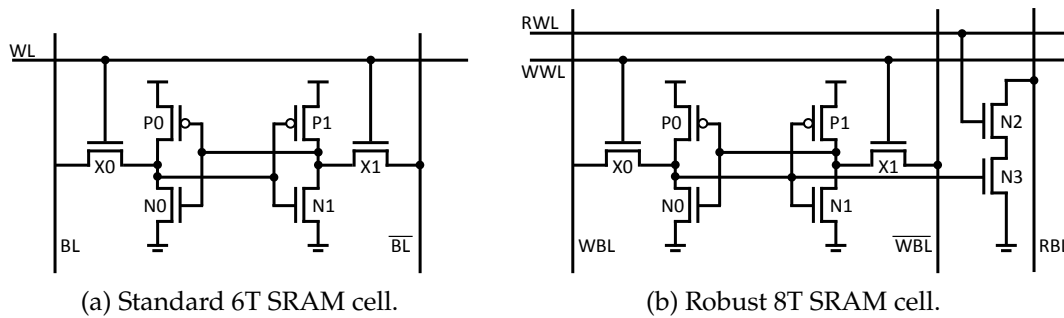 WL
P0
P1
X0
X1
N0
N1
BL
BL
(a) Standard 6T SRAM cell.
RWL
WWL
P0
P1
N2
X0
X1
N3
N0
N1
WBL
WBL
RBL
(b) Robust 8T SRAM cell.